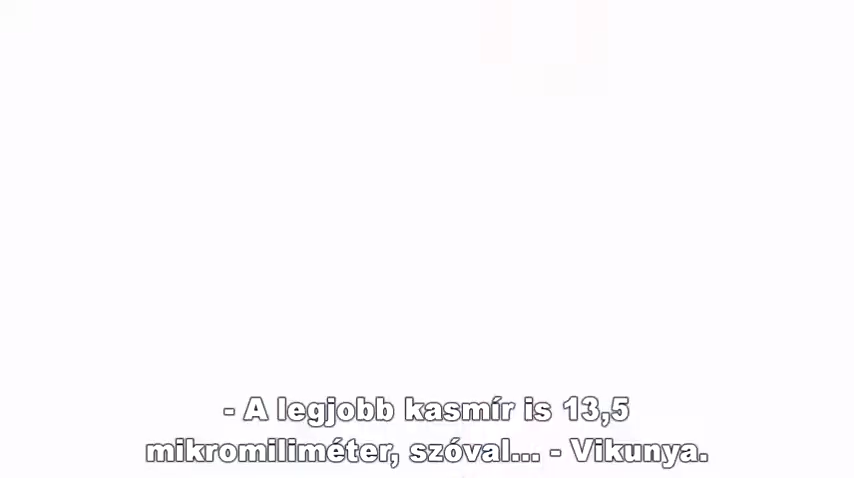 - A legjobb kasmír is 13,5
mikromiliméter, szóval... - Vikunya.